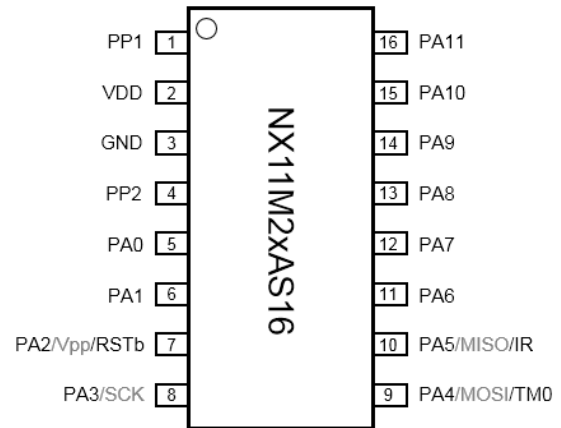 PP1 1 16 PA11
VDD 2 15 PA10
GND 3 14 PA9
PP2 4 13 PA8
PA0 5 12 PA7
PA1 6 11 PA6
PA2/Vpp/RSTb 7 10 PA5/MISO/IR
PA3/SCK 8 9 PA4/MOSI/TM0
NX11M2xAS16